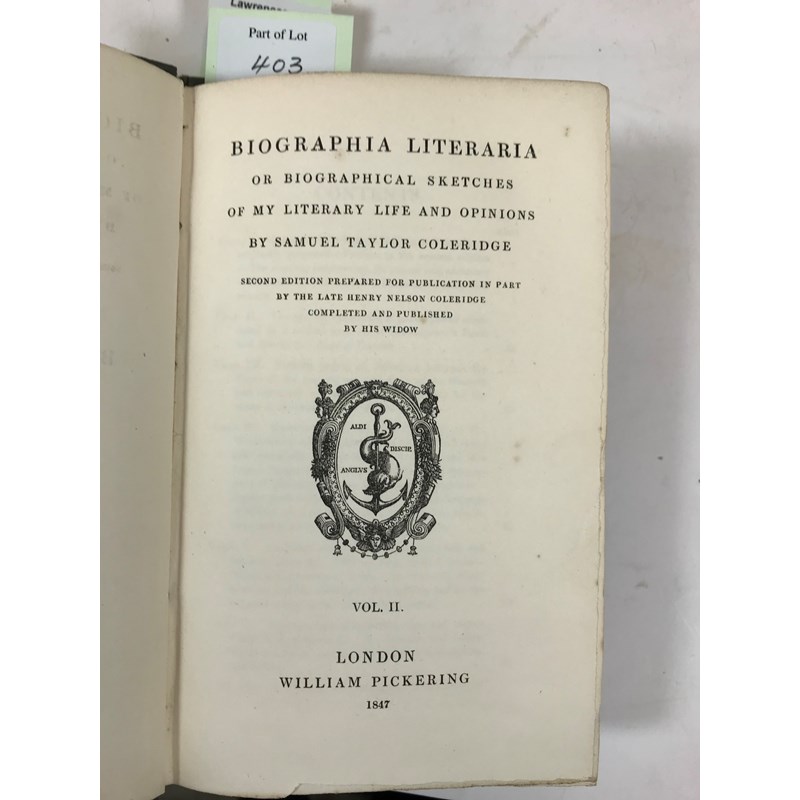 Lawrences
Part of Lot
403
BIOGRAPHIA LITERARIA
OR BIOGRAPHICAL SKETCHES
OF MY LITERARY LIFE AND OPINIONS
BY SAMUEL TAYLOR COLERIDGE
SECOND EDITION PREPARED FOR PUBLICATION IN PART
BY THE LATE HENRY NELSON COLERIDGE
COMPLETED AND PUBLISHED
BY HIS WIDOW
ALDI
DISCIP.
ANGLVS
VOL. II.
LONDON
WILLIAM PICKERING
1847